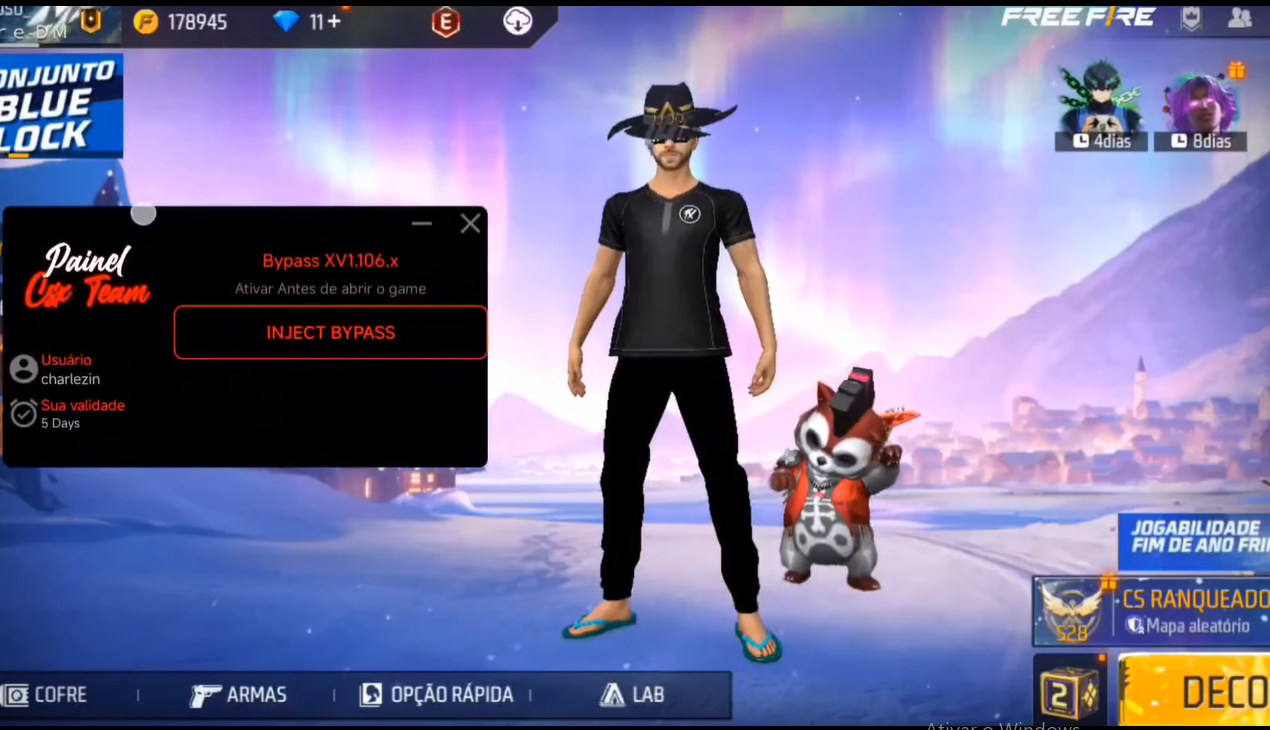 178945
11+
E
FREE FIRE
ONJUNTO
BLUE
LOCK
4dias
8dias
Painel
Csx Team
Bypass XV1.106.x
Ativar Antes de abrir o game
INJECT BYPASS
Usuário
charlezin
Sua validade
5 Days
JOGABILIDADE
FIM DE ANO FRI
CS RANQUEADO
Mapa aleatório
S28
2
DECO
COFRE
ARMAS
OPÇÃO RÁPIDA
LAB
Ativar o Windows